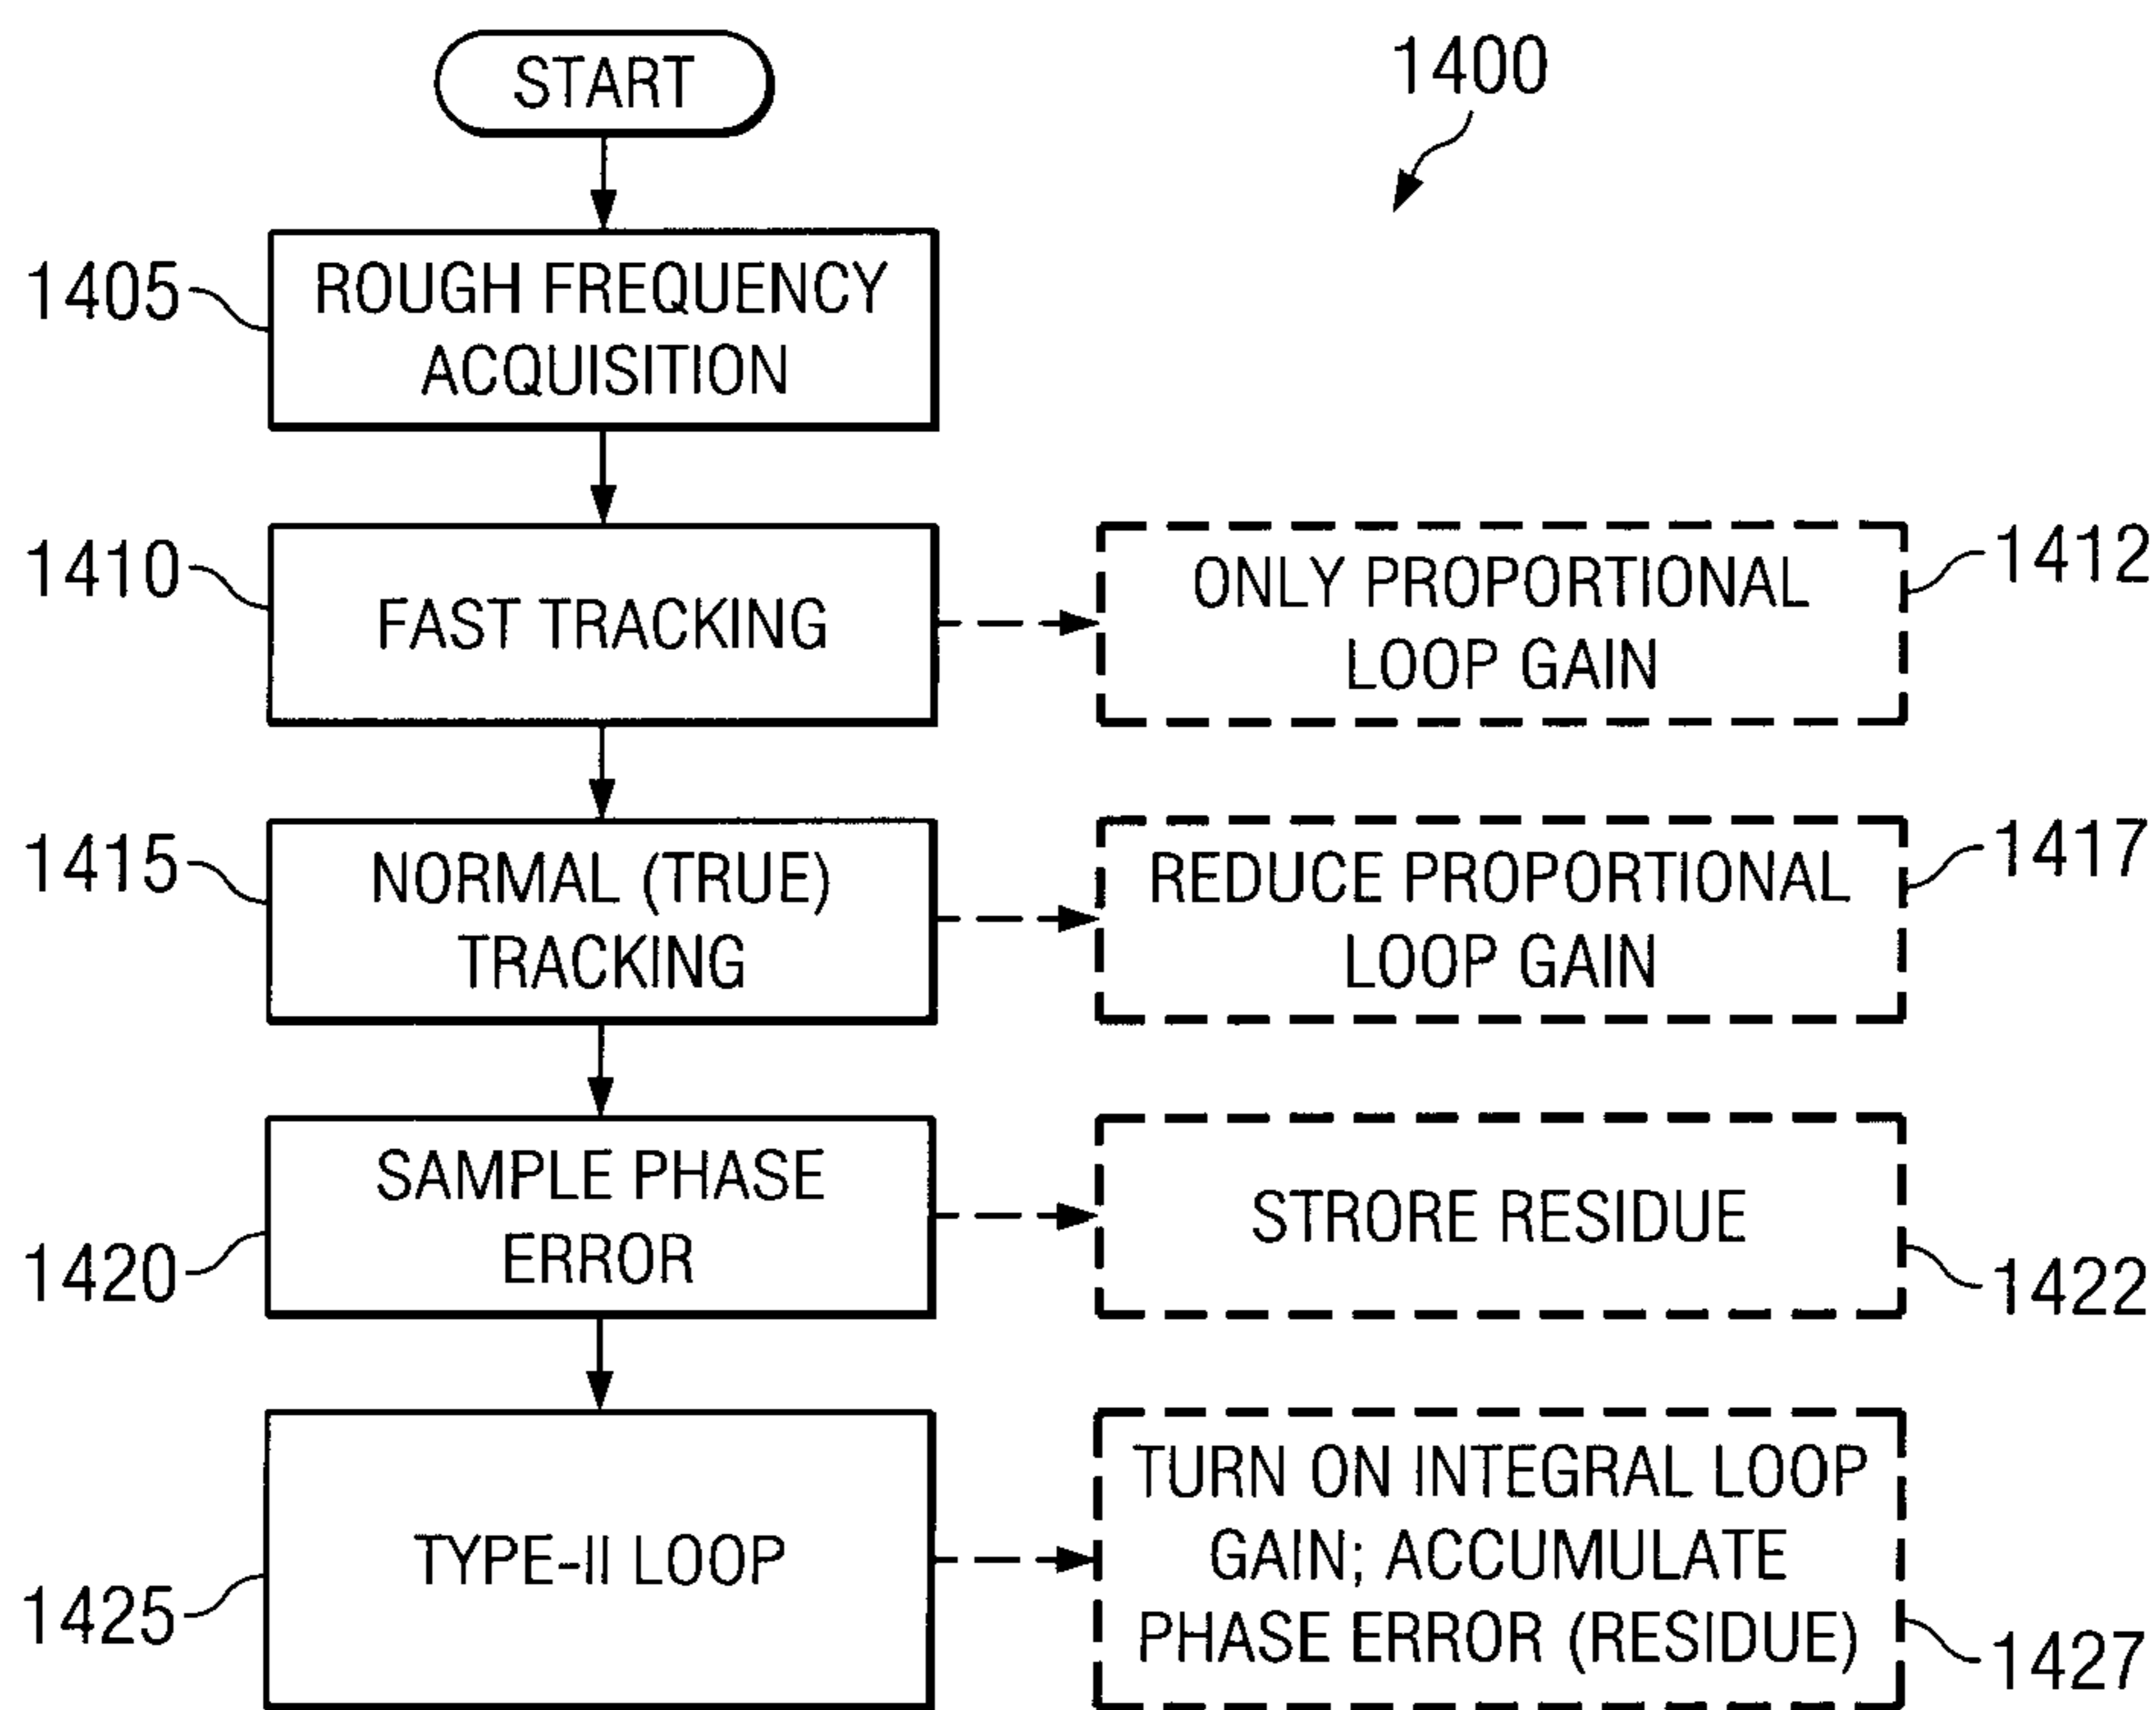 START
1400
1405
ROUGH FREQUENCY
ACQUISITION
1410
FAST TRACKING
ONLY PROPORTIONAL
LOOP GAIN
1412
1415
NORMAL (TRUE)
TRACKING
REDUCE PROPORTIONAL
LOOP GAIN
1417
SAMPLE PHASE
ERROR
1420
STRORE RESIDUE
1422
TYPE-II LOOP
1425
TURN ON INTEGRAL LOOP
GAIN; ACCUMULATE
PHASE ERROR (RESIDUE)
1427